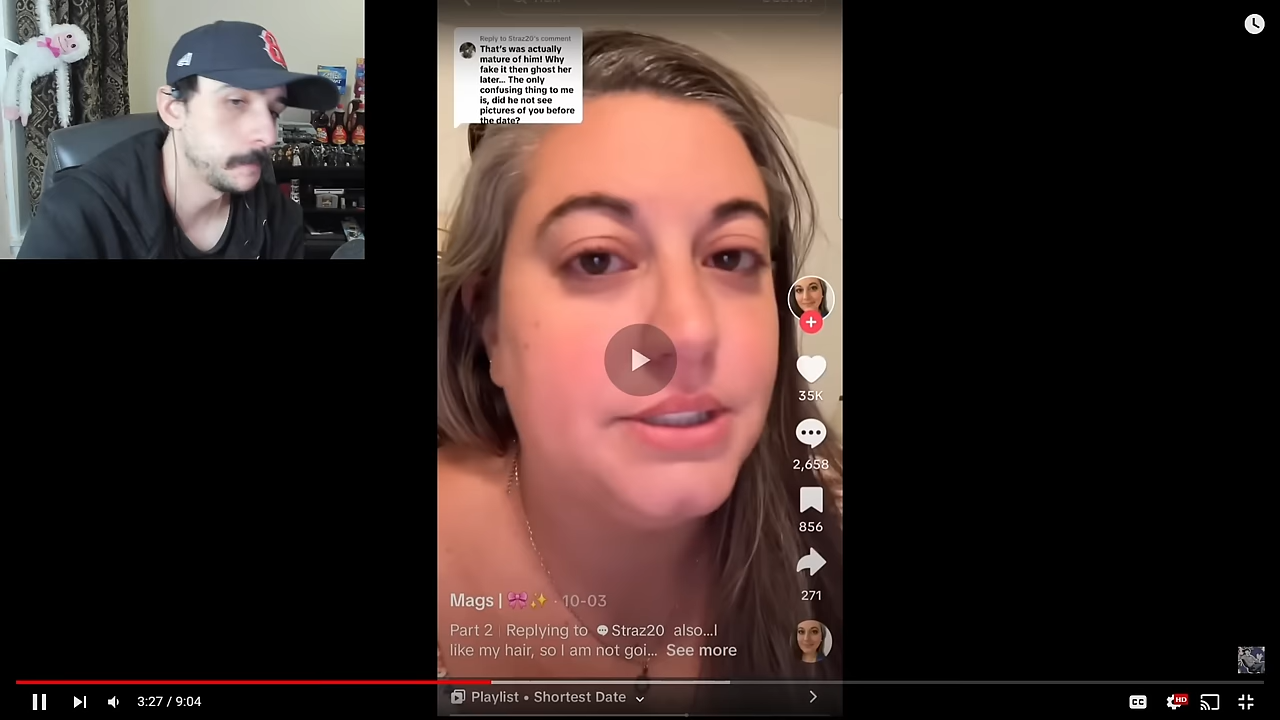 Reply to Straz20's comment
That's was actually
mature of him! Why
fake it then ghost her
later... The only
confusing thing to me
is, did he not see
pictures of you before
the date?
35K
2,658
856
271
Mags | 🎀✨ · 10-03
Part 2 Replying to 💬Straz20 also...I
like my hair, so I am not goi... See more
Playlist • Shortest Date
3:27 / 9:04
CC
HD